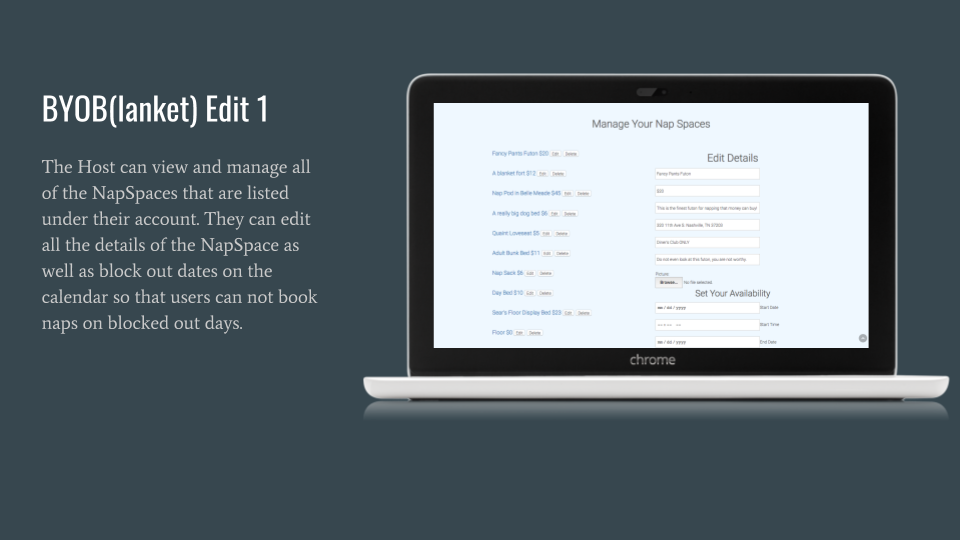 BYOB(lanket) Edit 1
The Host can view and manage all
of the NapSpaces that are listed
under their account. They can edit
all the details of the NapSpace as
well as block out dates on the
calendar so that users can not book
naps on blocked out days.
Manage Your Nap Spaces
Fancy Pants Futon $20 Edit Delete
A blanket fort $12 Edit Delete
Nap Pod in Belle Meade $45 Edit Delete
A really big dog bed $6 Edit Delete
Quaint Loveseat $5 Edit Delete
Adult Bunk Bed $11 Edit Delete
Nap Sack $6 Edit Delete
Day Bed $10 Edit Delete
Sear's Floor Display Bed $23 Edit Delete
Floor $0 Edit Delete
Edit Details
Fancy Pants Futon
$20
This is the finest futon for napping that money can buy!
500 11th Ave S. Nashville, TN 37203
Diner's Club ONLY
Do not even look at this futon, you are not worthy.
Picture
Browse... No file selected.
Set Your Availability
mm / dd / yyyy Start Date
--:-- -- Start Time
mm / dd / yyyy End Date
chrome